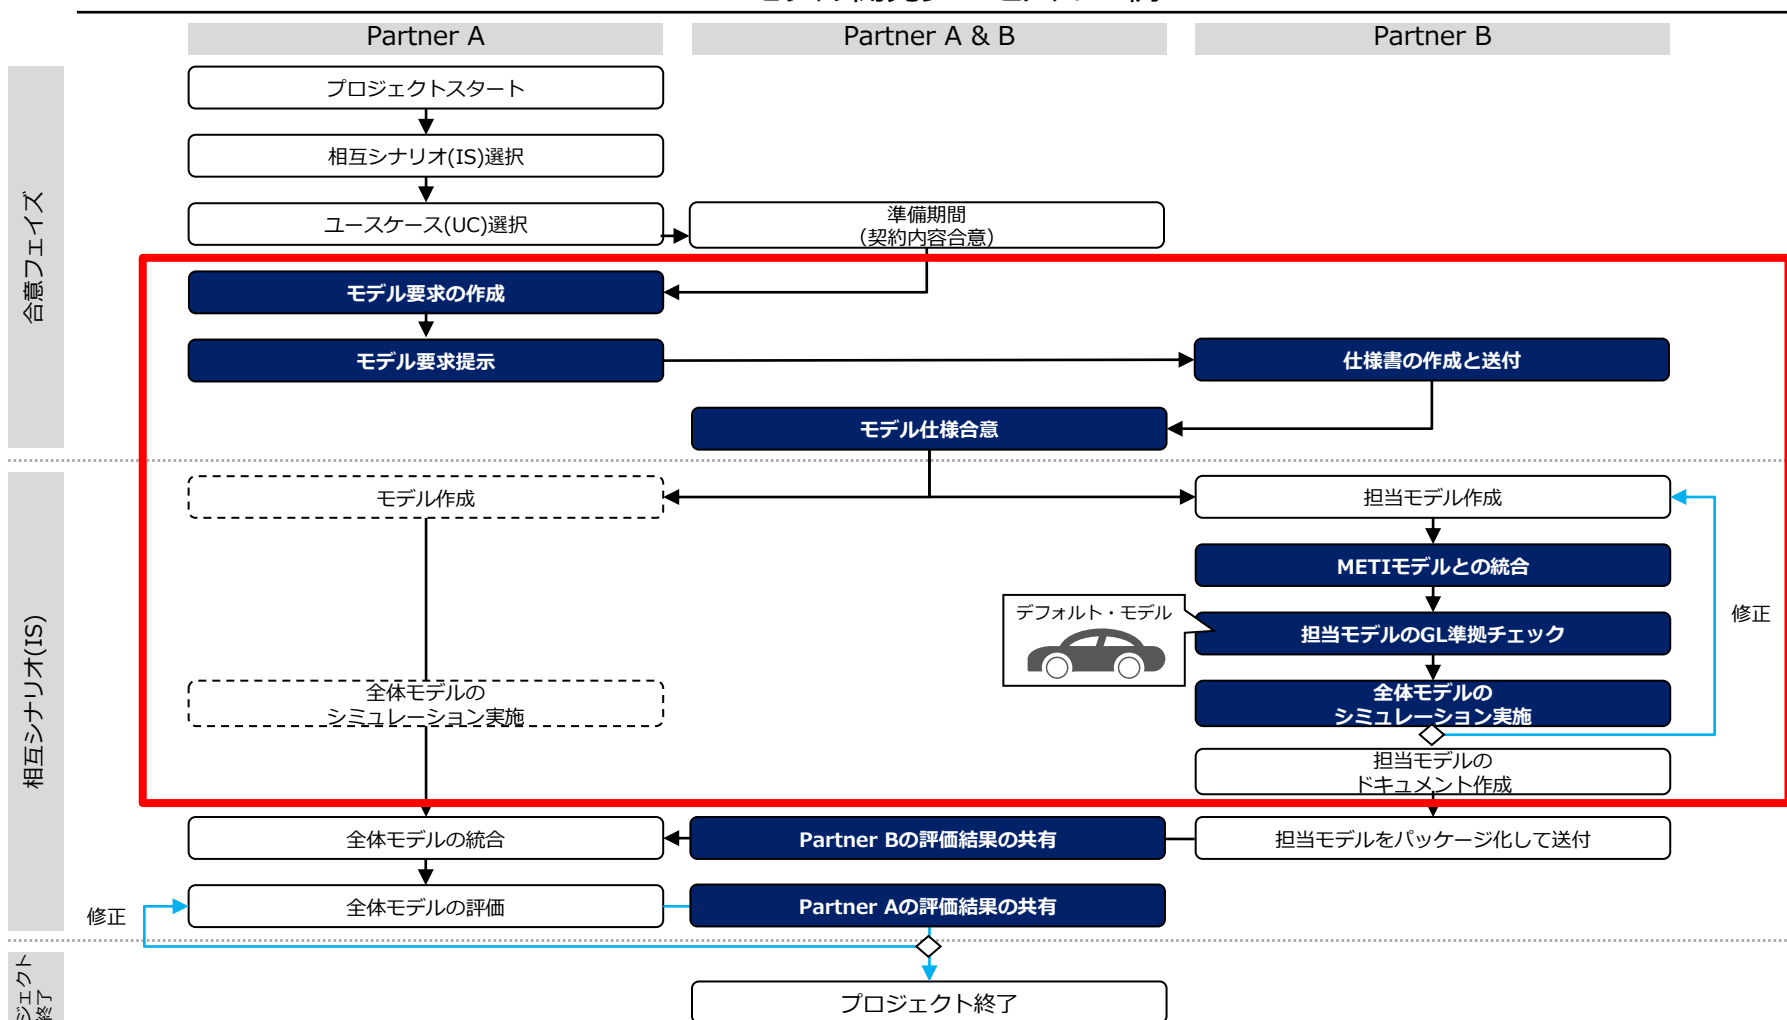 Partner A
Partner A & B
Partner B
合意フェイズ
プロジェクトスタート
相互シナリオ(IS)選択
ユースケース(UC)選択
準備期間
（契約内容合意）
モデル要求の作成
モデル要求提示
仕様書の作成と送付
モデル仕様合意
相互シナリオ(IS)
モデル作成
担当モデル作成
METIモデルとの統合
デフォルト・モデル
担当モデルのGL準拠チェック
修正
全体モデルの
シミュレーション実施
全体モデルの
シミュレーション実施
担当モデルの
ドキュメント作成
全体モデルの統合
Partner Bの評価結果の共有
担当モデルをパッケージ化して送付
全体モデルの評価
Partner Aの評価結果の共有
修正
ジェクト
終了
プロジェクト終了